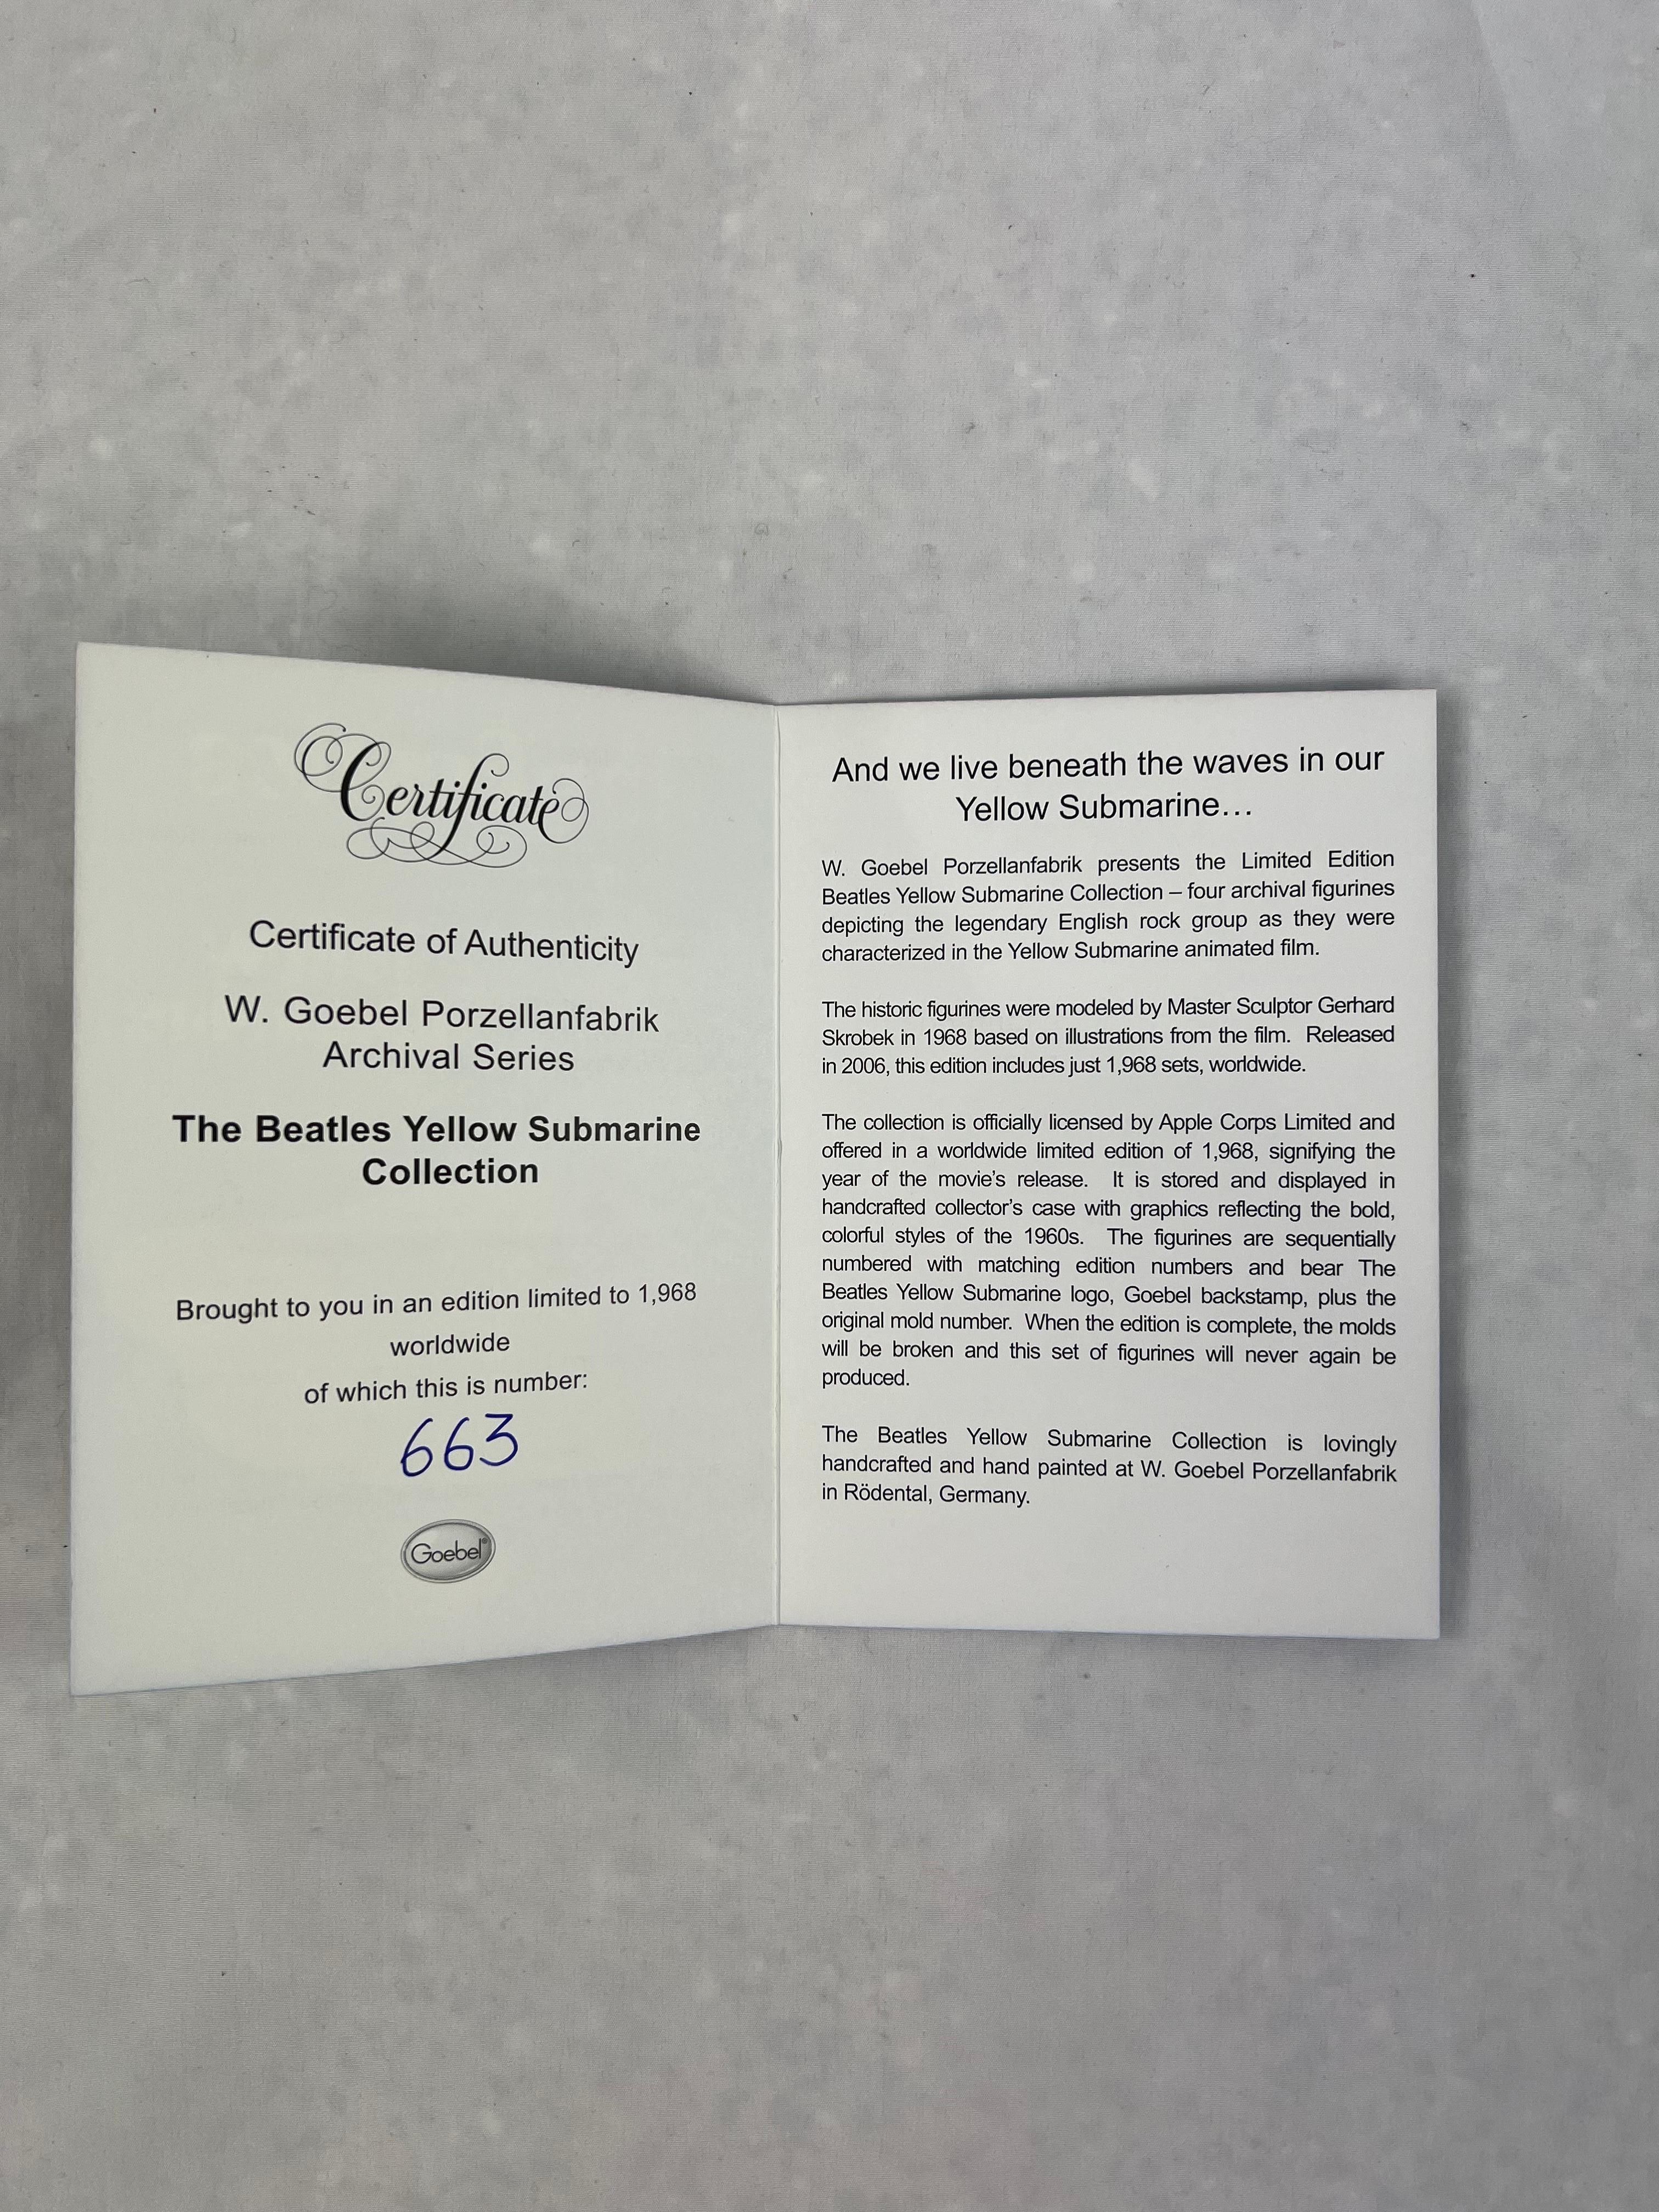 Certificate
Certificate of Authenticity
W. Goebel Porzellanfabrik
Archival Series
The Beatles Yellow Submarine
Collection
Brought to you in an edition limited to 1,968
worldwide
of which this is number:
663
Goebel®
And we live beneath the waves in our
Yellow Submarine…
W. Goebel Porzellanfabrik presents the Limited Edition
Beatles Yellow Submarine Collection – four archival figurines
depicting the legendary English rock group as they were
characterized in the Yellow Submarine animated film.
The historic figurines were modeled by Master Sculptor Gerhard
Skrobek in 1968 based on illustrations from the film. Released
in 2006, this edition includes just 1,968 sets, worldwide.
The collection is officially licensed by Apple Corps Limited and
offered in a worldwide limited edition of 1,968, signifying the
year of the movie's release. It is stored and displayed in
handcrafted collector's case with graphics reflecting the bold,
colorful styles of the 1960s. The figurines are sequentially
numbered with matching edition numbers and bear The
Beatles Yellow Submarine logo, Goebel backstamp, plus the
original mold number. When the edition is complete, the molds
will be broken and this set of figurines will never again be
produced.
The Beatles Yellow Submarine Collection is lovingly
handcrafted and hand painted at W. Goebel Porzellanfabrik
in Rödental, Germany.